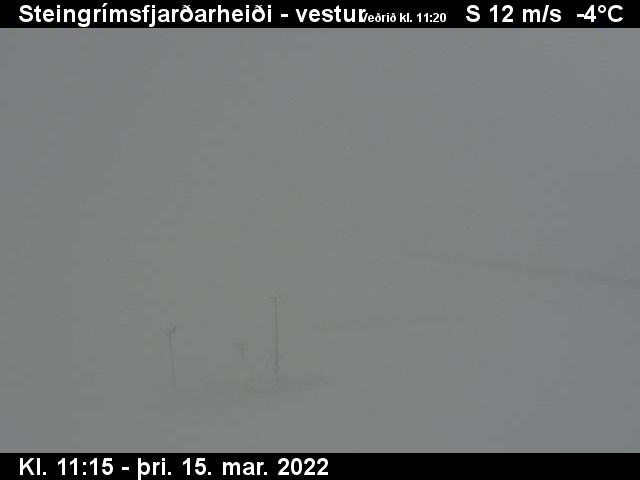 Steingrímsfjarðarheiði - vestur Veðrið kl. 11:20 S 12 m/s -4°C
Kl. 11:15 - þri. 15. mar. 2022